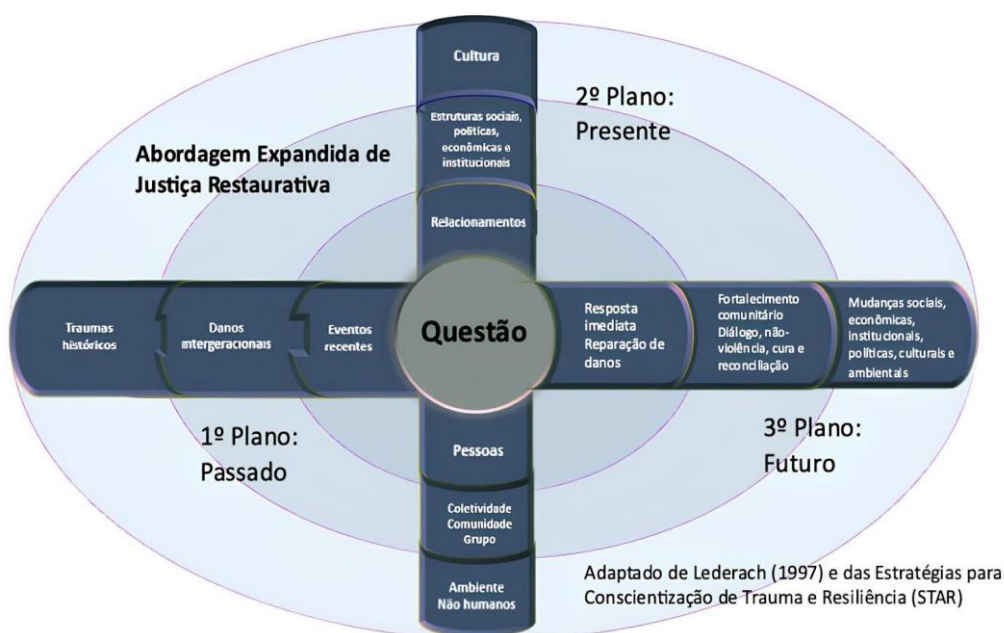 Cultura
2º Plano:
Presente
Estruturas sociais,
políticas,
econômicas e
institucionais
Abordagem Expandida de
Justiça Restaurativa
Relacionamentos
Traumas
históricos
Danos
intergeracionais
Eventos
recentes
Questão
Resposta
imediata
Reparação de
danos
Fortalecimento
comunitário
Diálogo, não-
violência, cura e
reconciliação
Mudanças sociais,
econômicas,
institucionais,
políticas, culturais e
ambientais
1º Plano:
Passado
3º Plano:
Futuro
Pessoas
Coletividade
Comunidade
Grupo
Ambiente
Não humanos
Adaptado de Lederach (1997) e das Estratégias para
Conscientização de Trauma e Resiliência (STAR)